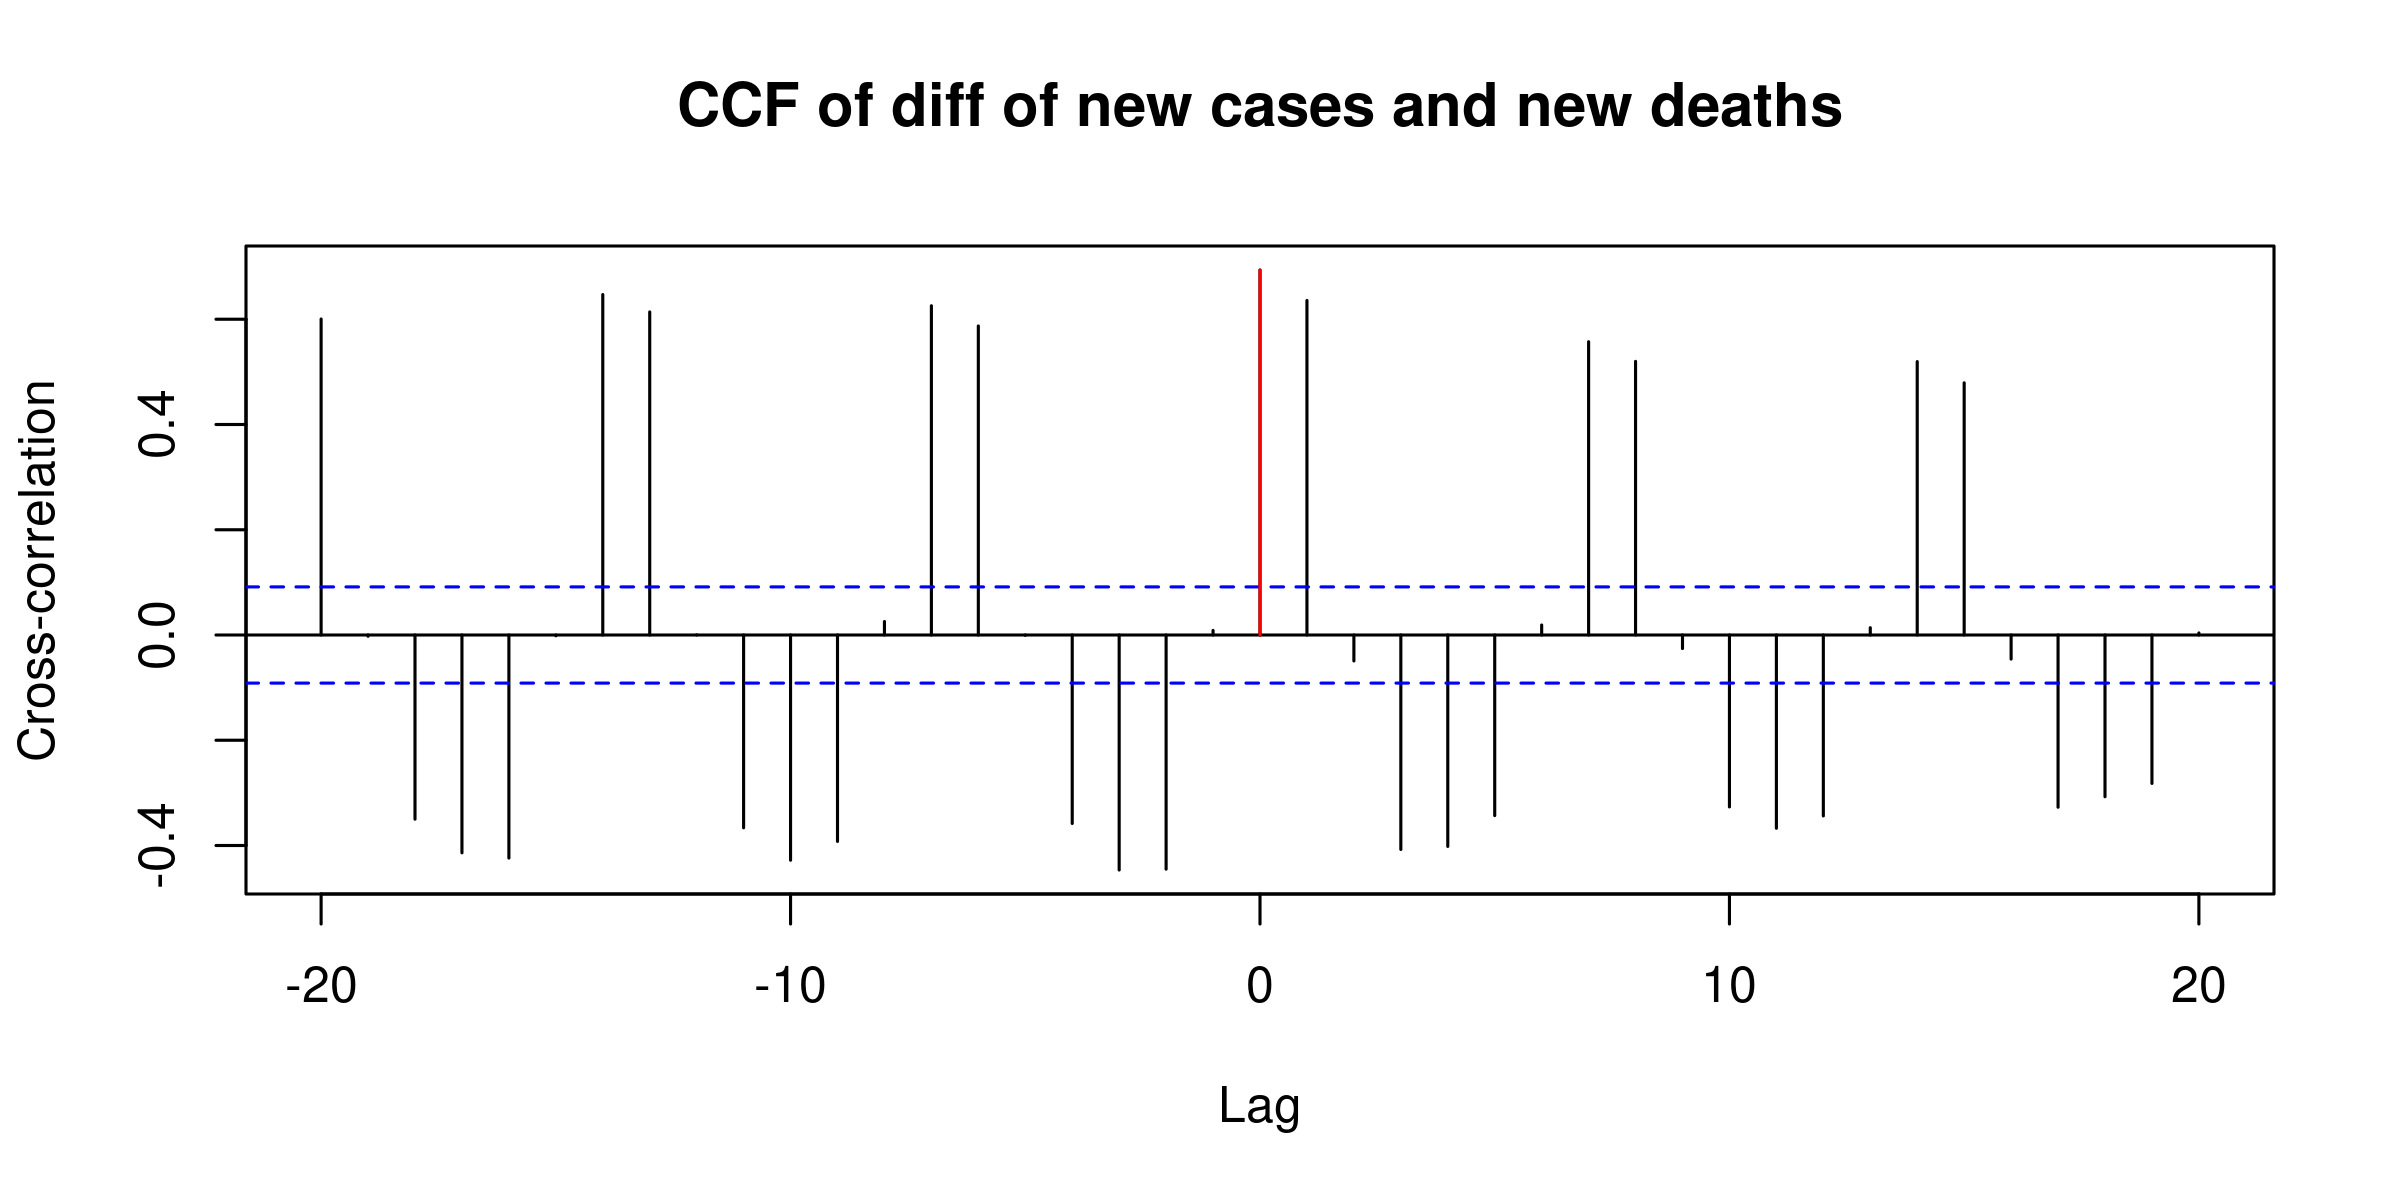 CCF of diff of new cases and new deaths
Cross-correlation
0.4
0.0
-0.4
-20 -10 0 10 20
Lag